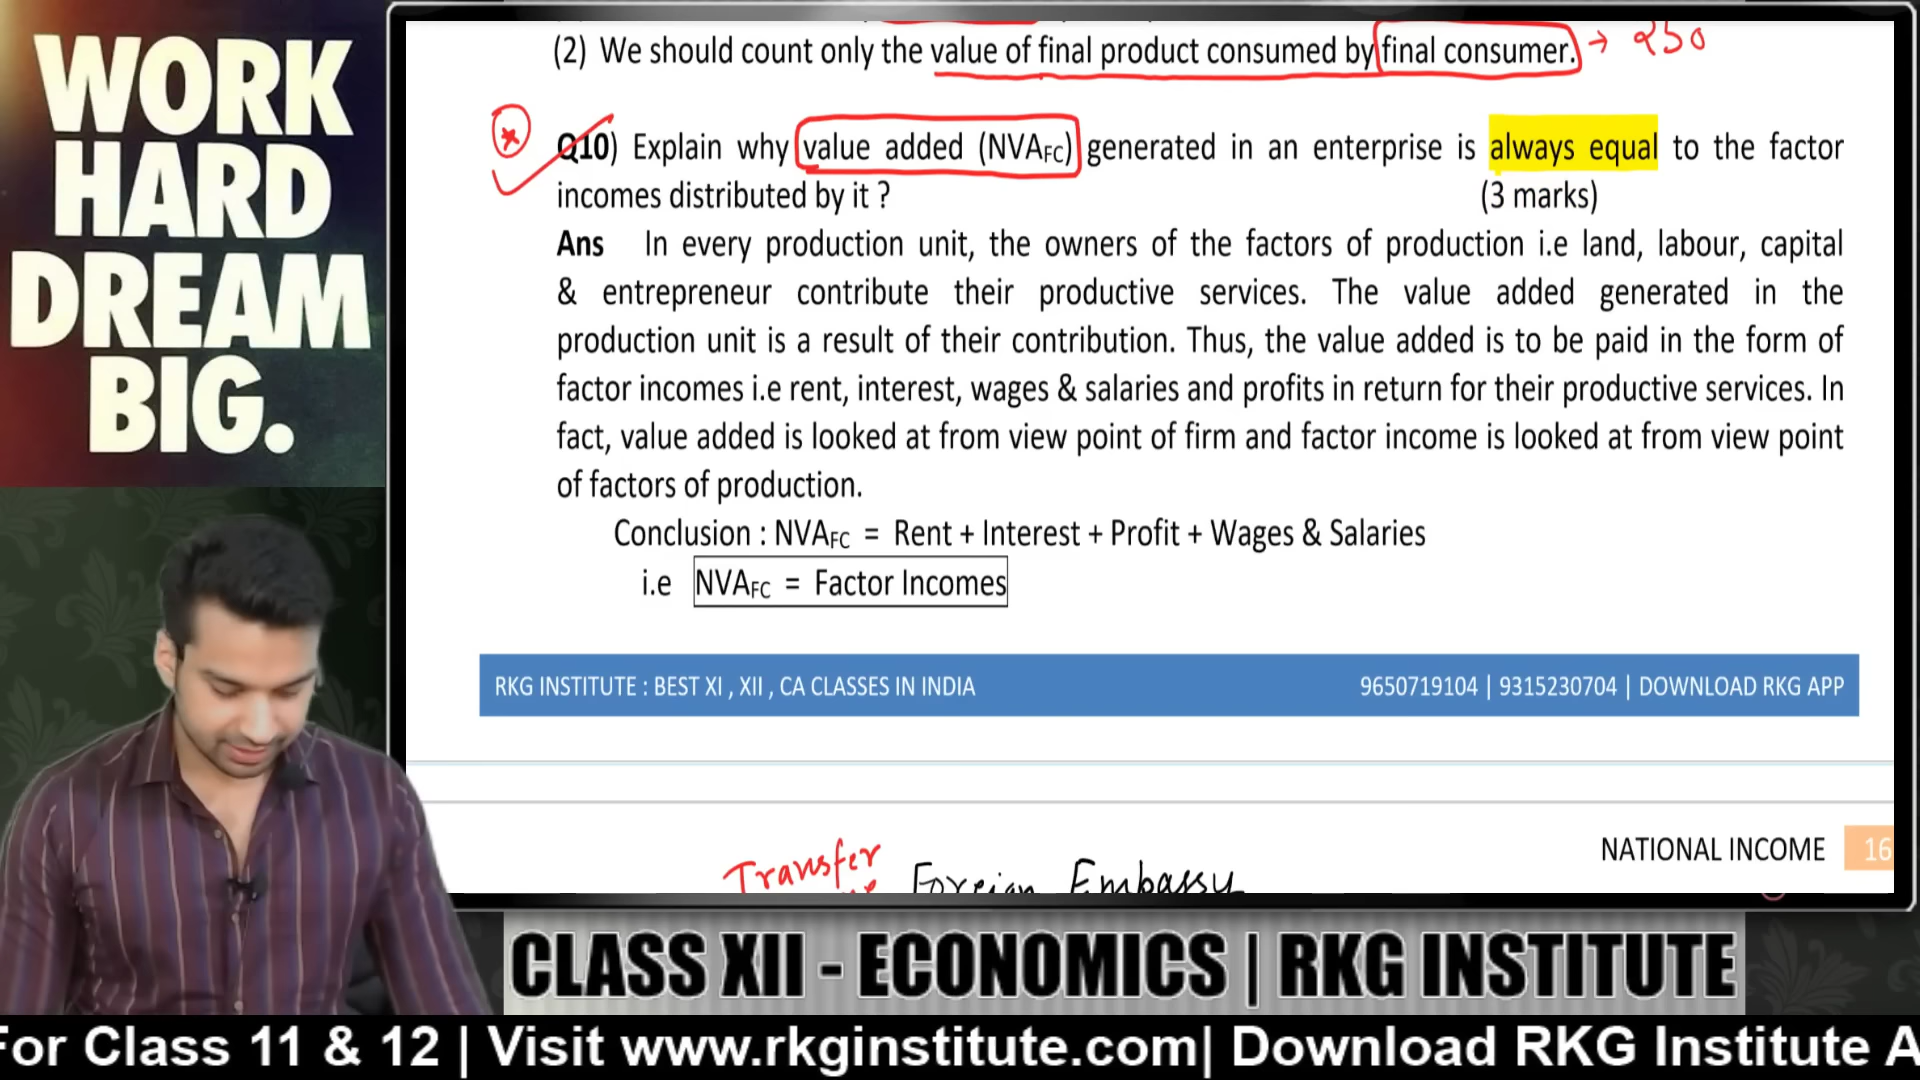 WORK
HARD
DREAM
BIG.
(2) We should count only the value of final product consumed by final consumer. → 250
Q10) Explain why value added (NVAFC) generated in an enterprise is always equal to the factor
incomes distributed by it ? (3 marks)
Ans In every production unit, the owners of the factors of production i.e land, labour, capital
& entrepreneur contribute their productive services. The value added generated in the
production unit is a result of their contribution. Thus, the value added is to be paid in the form of
factor incomes i.e rent, interest, wages & salaries and profits in return for their productive services. In
fact, value added is looked at from view point of firm and factor income is looked at from view point
of factors of production.
Conclusion : NVAFC = Rent + Interest + Profit + Wages & Salaries
i.e NVAFC = Factor Incomes
RKG INSTITUTE : BEST XI , XII , CA CLASSES IN INDIA 9650719104 | 9315230704 | DOWNLOAD RKG APP
NATIONAL INCOME 16
Transfer Foreign Embassy
CLASS XII - ECONOMICS | RKG INSTITUTE
For Class 11 & 12 | Visit www.rkginstitute.com| Download RKG Institute A